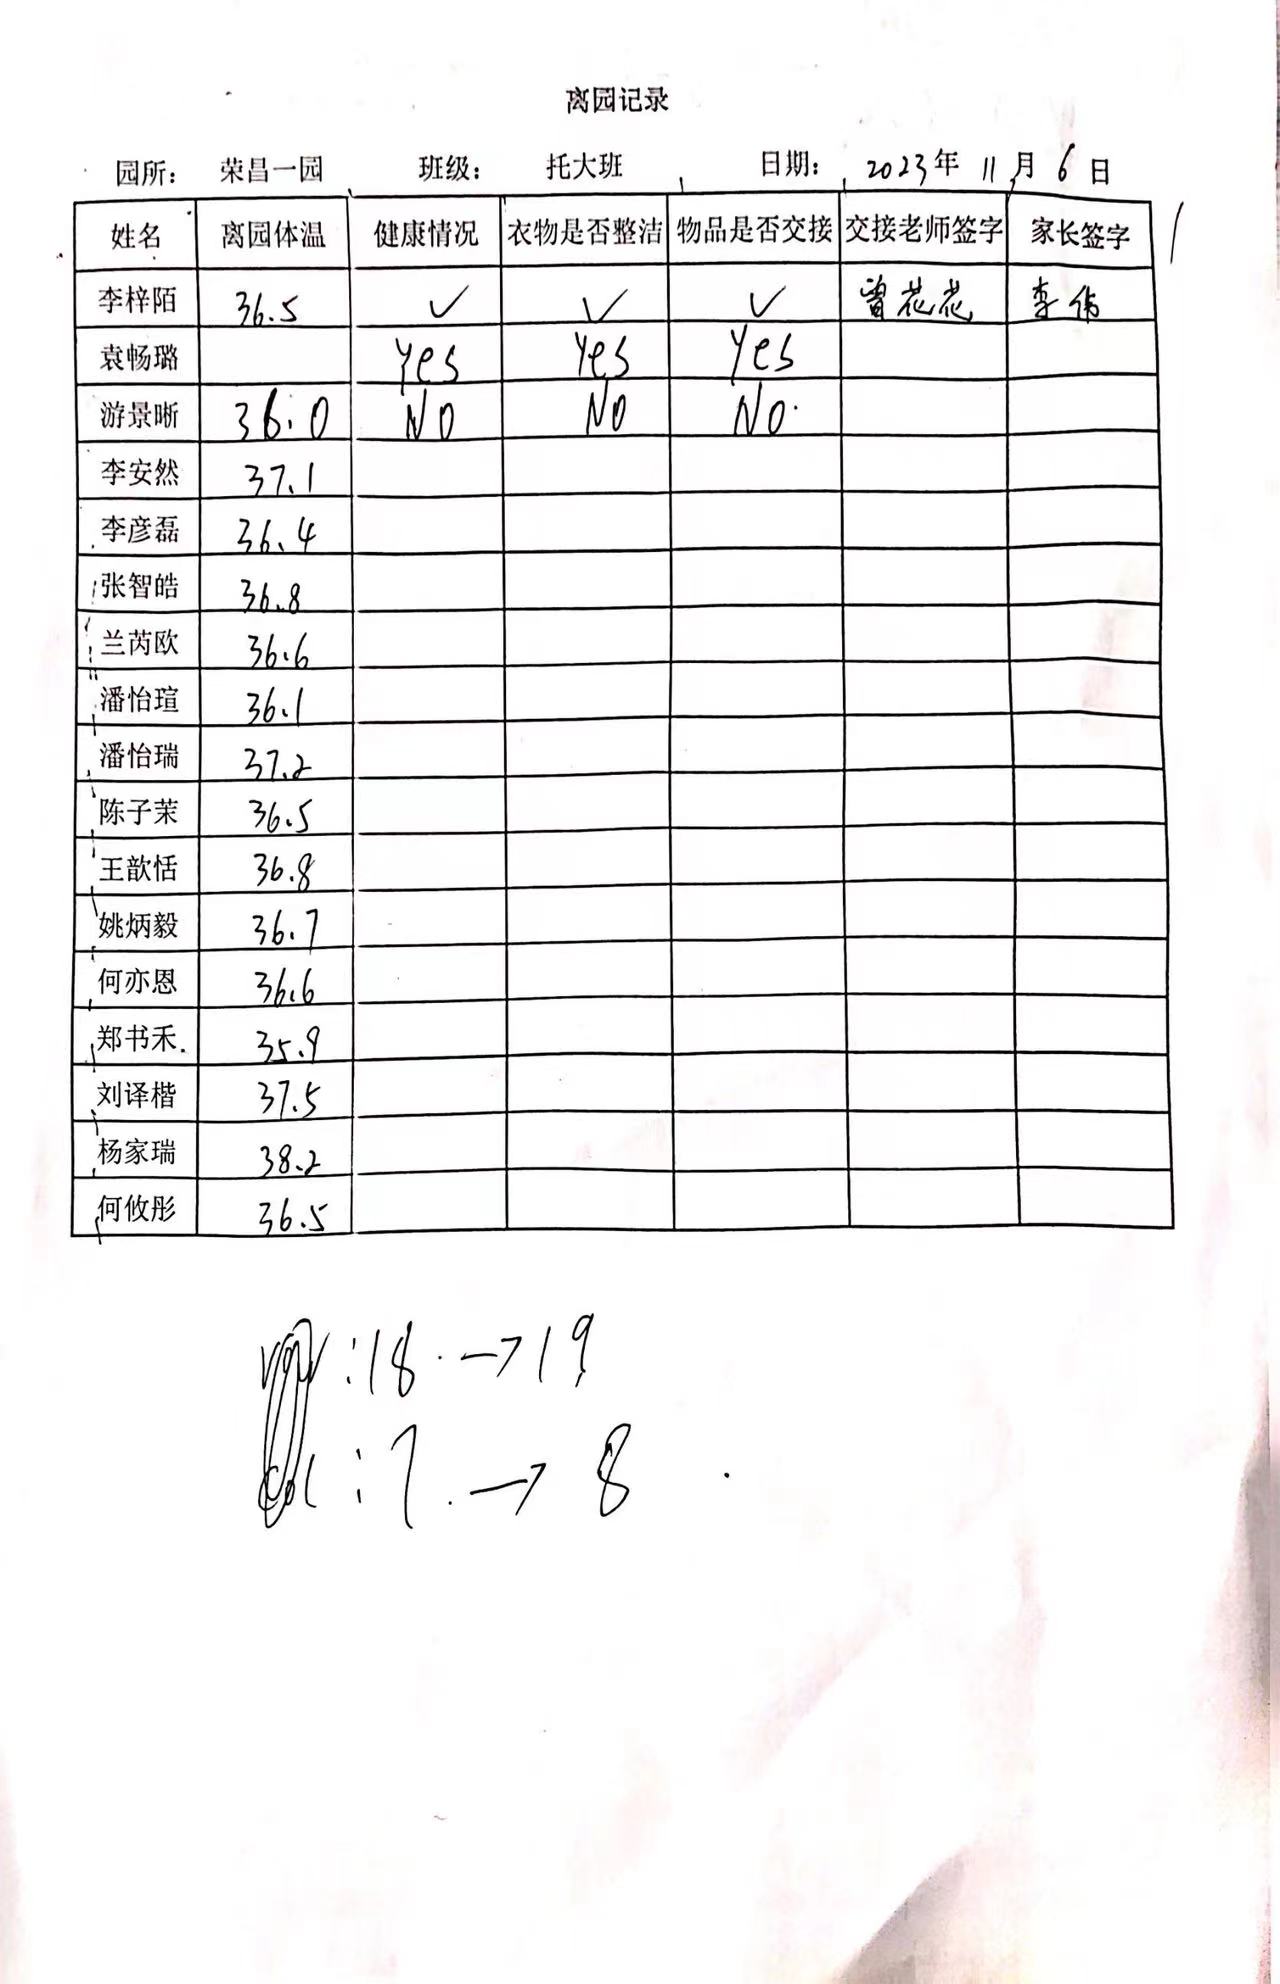 离园记录
园所： 荣昌一园 班级： 托大班 日期： 2023年 11月 6日
姓名 离园体温 健康情况 衣物是否整洁 物品是否交接 交接老师签字 家长签字
李梓陌 36.5 ✓ ✓ ✓ 曾花花 李伟
袁畅璐 Yes Yes Yes
游景晰 36.0 NO NO NO.
李安然 37.1
李彦磊 36.4
张智皓 36.8
兰芮欧 36.6
潘怡瑄 36.1
潘怡瑞 37.2
陈子茉 36.5
王歆恬 36.8
姚炳毅 36.7
何亦恩 36.6
郑书禾 35.9
刘译楷 37.5
杨家瑞 38.2
何攸彤 36.5
:18 → 19
: 7 → 8